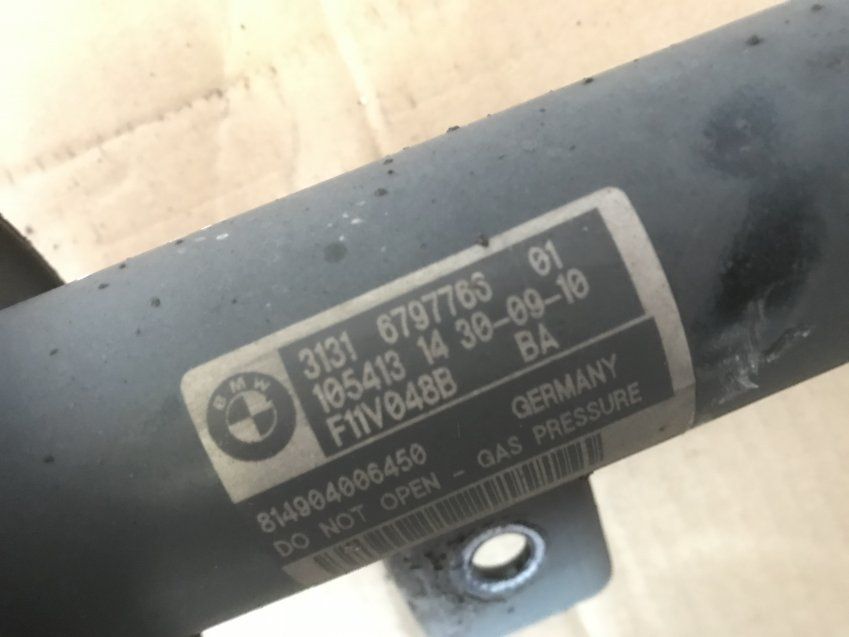 BMW
3131 6797763 01
105413 14 30-09-10
F11V048B BA
814904006450 GERMANY
DO NOT OPEN - GAS PRESSURE